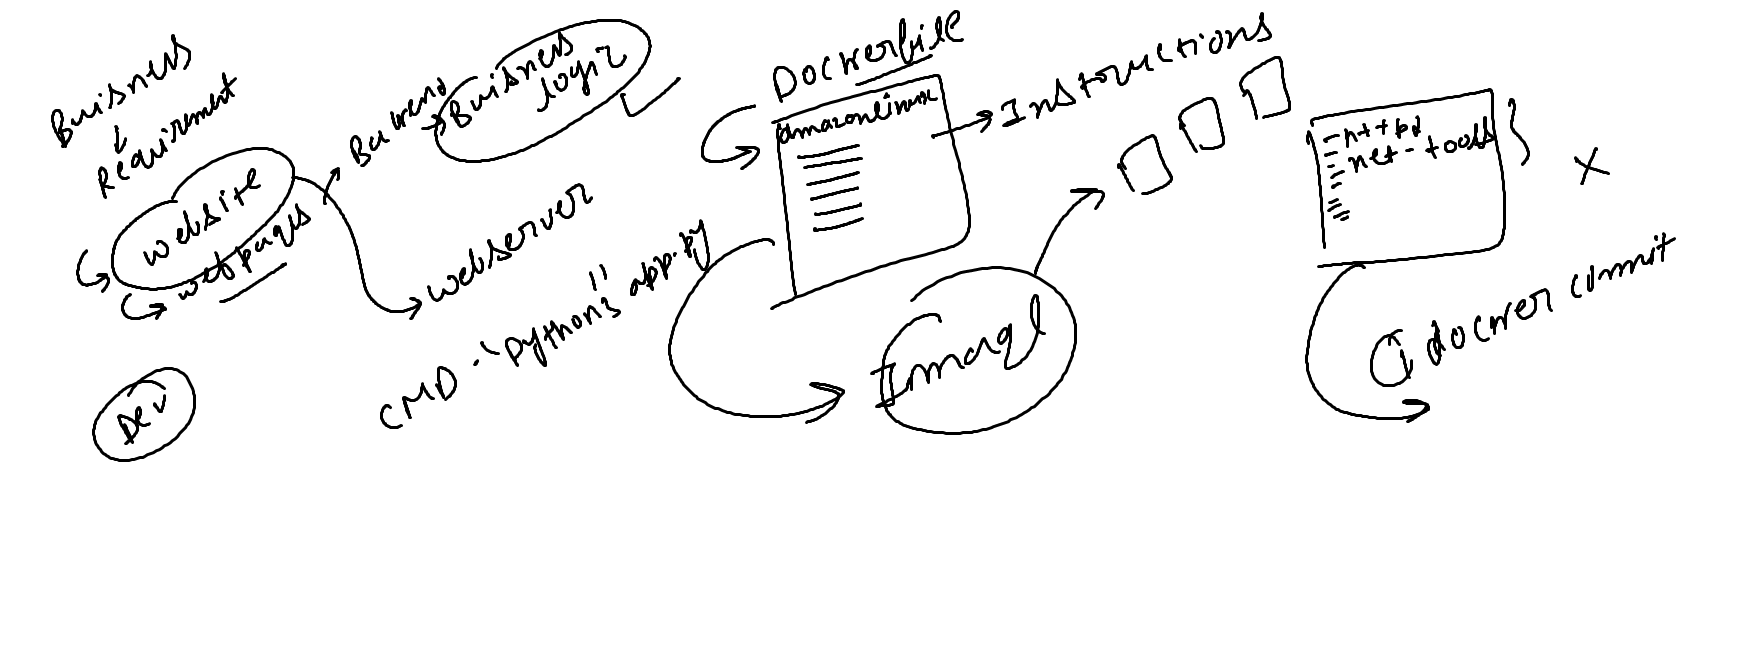 Buisness
Requirement
website
webpages
Backend
Buisness
logic
webserver
Dev
CMD - "python3" app.py
Dockerfile
amazonlinux
Instructions
Image
httpd
net-tools
X
① docker commit